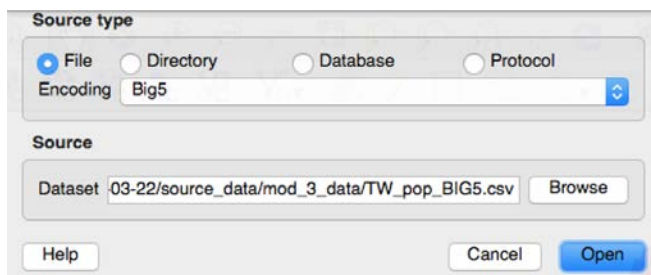 Source type
File Directory Database Protocol
Encoding Big5
Source
Dataset 03-22/source_data/mod_3_data/TW_pop_BIG5.csv Browse
Help Cancel Open